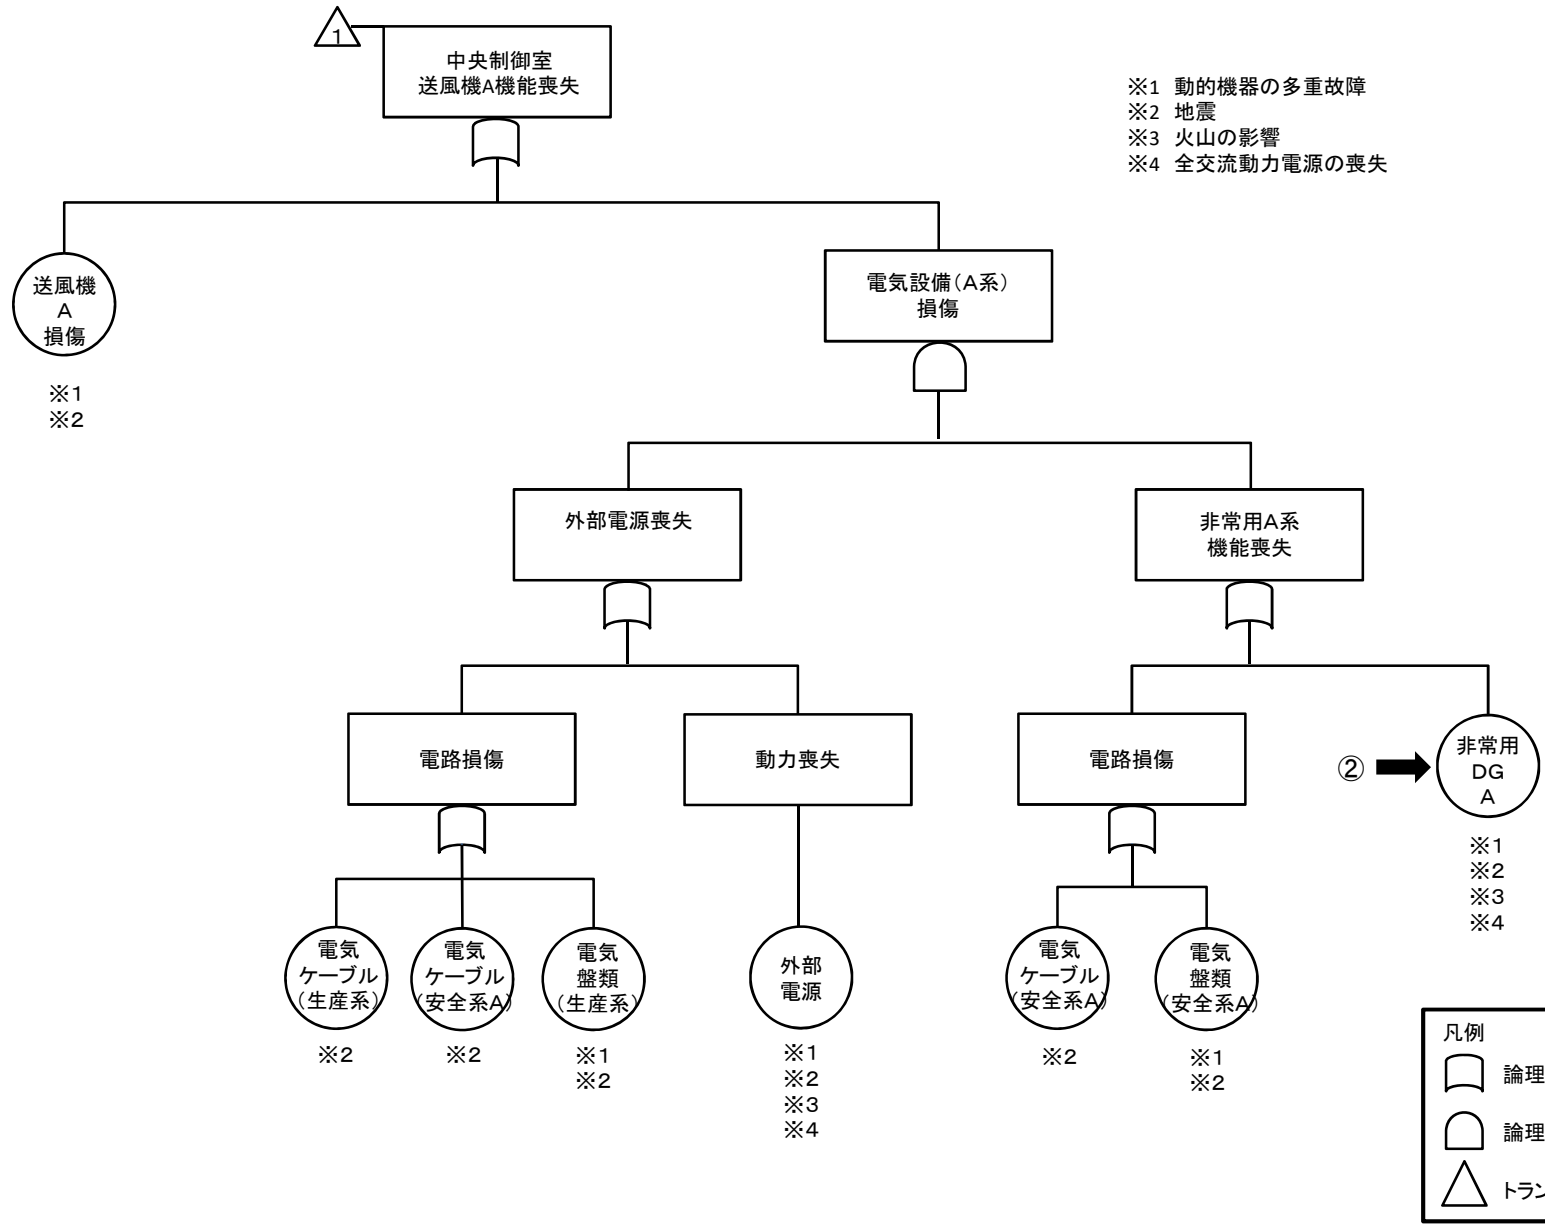 1
中央制御室
送風機A機能喪失
※1 動的機器の多重故障
※2 地震
※3 火山の影響
※4 全交流動力電源の喪失
送風機
A
損傷
※1
※2
電気設備(A系)
損傷
外部電源喪失
非常用A系
機能喪失
電路損傷
動力喪失
電路損傷
②
非常用
DG
A
※1
※2
※3
※4
電気
ケーブル
(生産系)
※2
電気
ケーブル
(安全系A)
※2
電気
盤類
(生産系)
※1
※2
外部
電源
※1
※2
※3
※4
電気
ケーブル
(安全系A)
※2
電気
盤類
(安全系A)
※1
※2
凡例
論理
論理
トラン